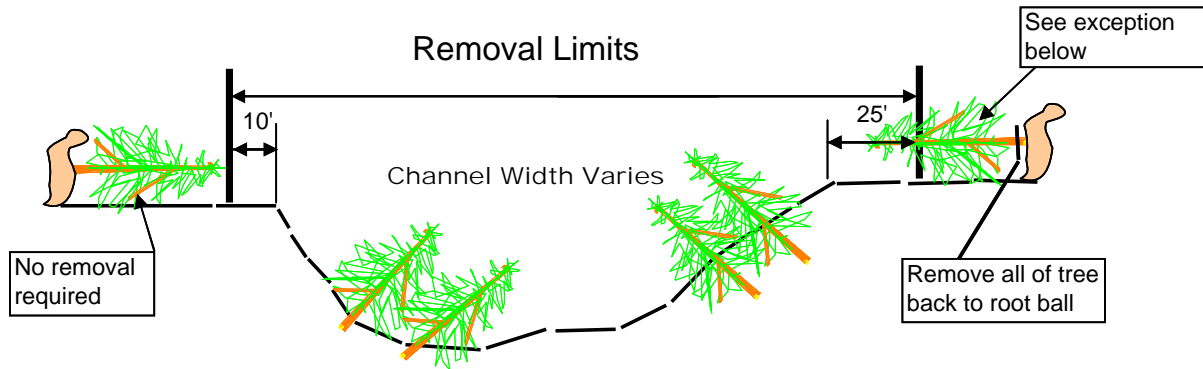 Removal Limits
See exception
below
10'
25'
Channel Width Varies
No removal
required
Remove all of tree
back to root ball